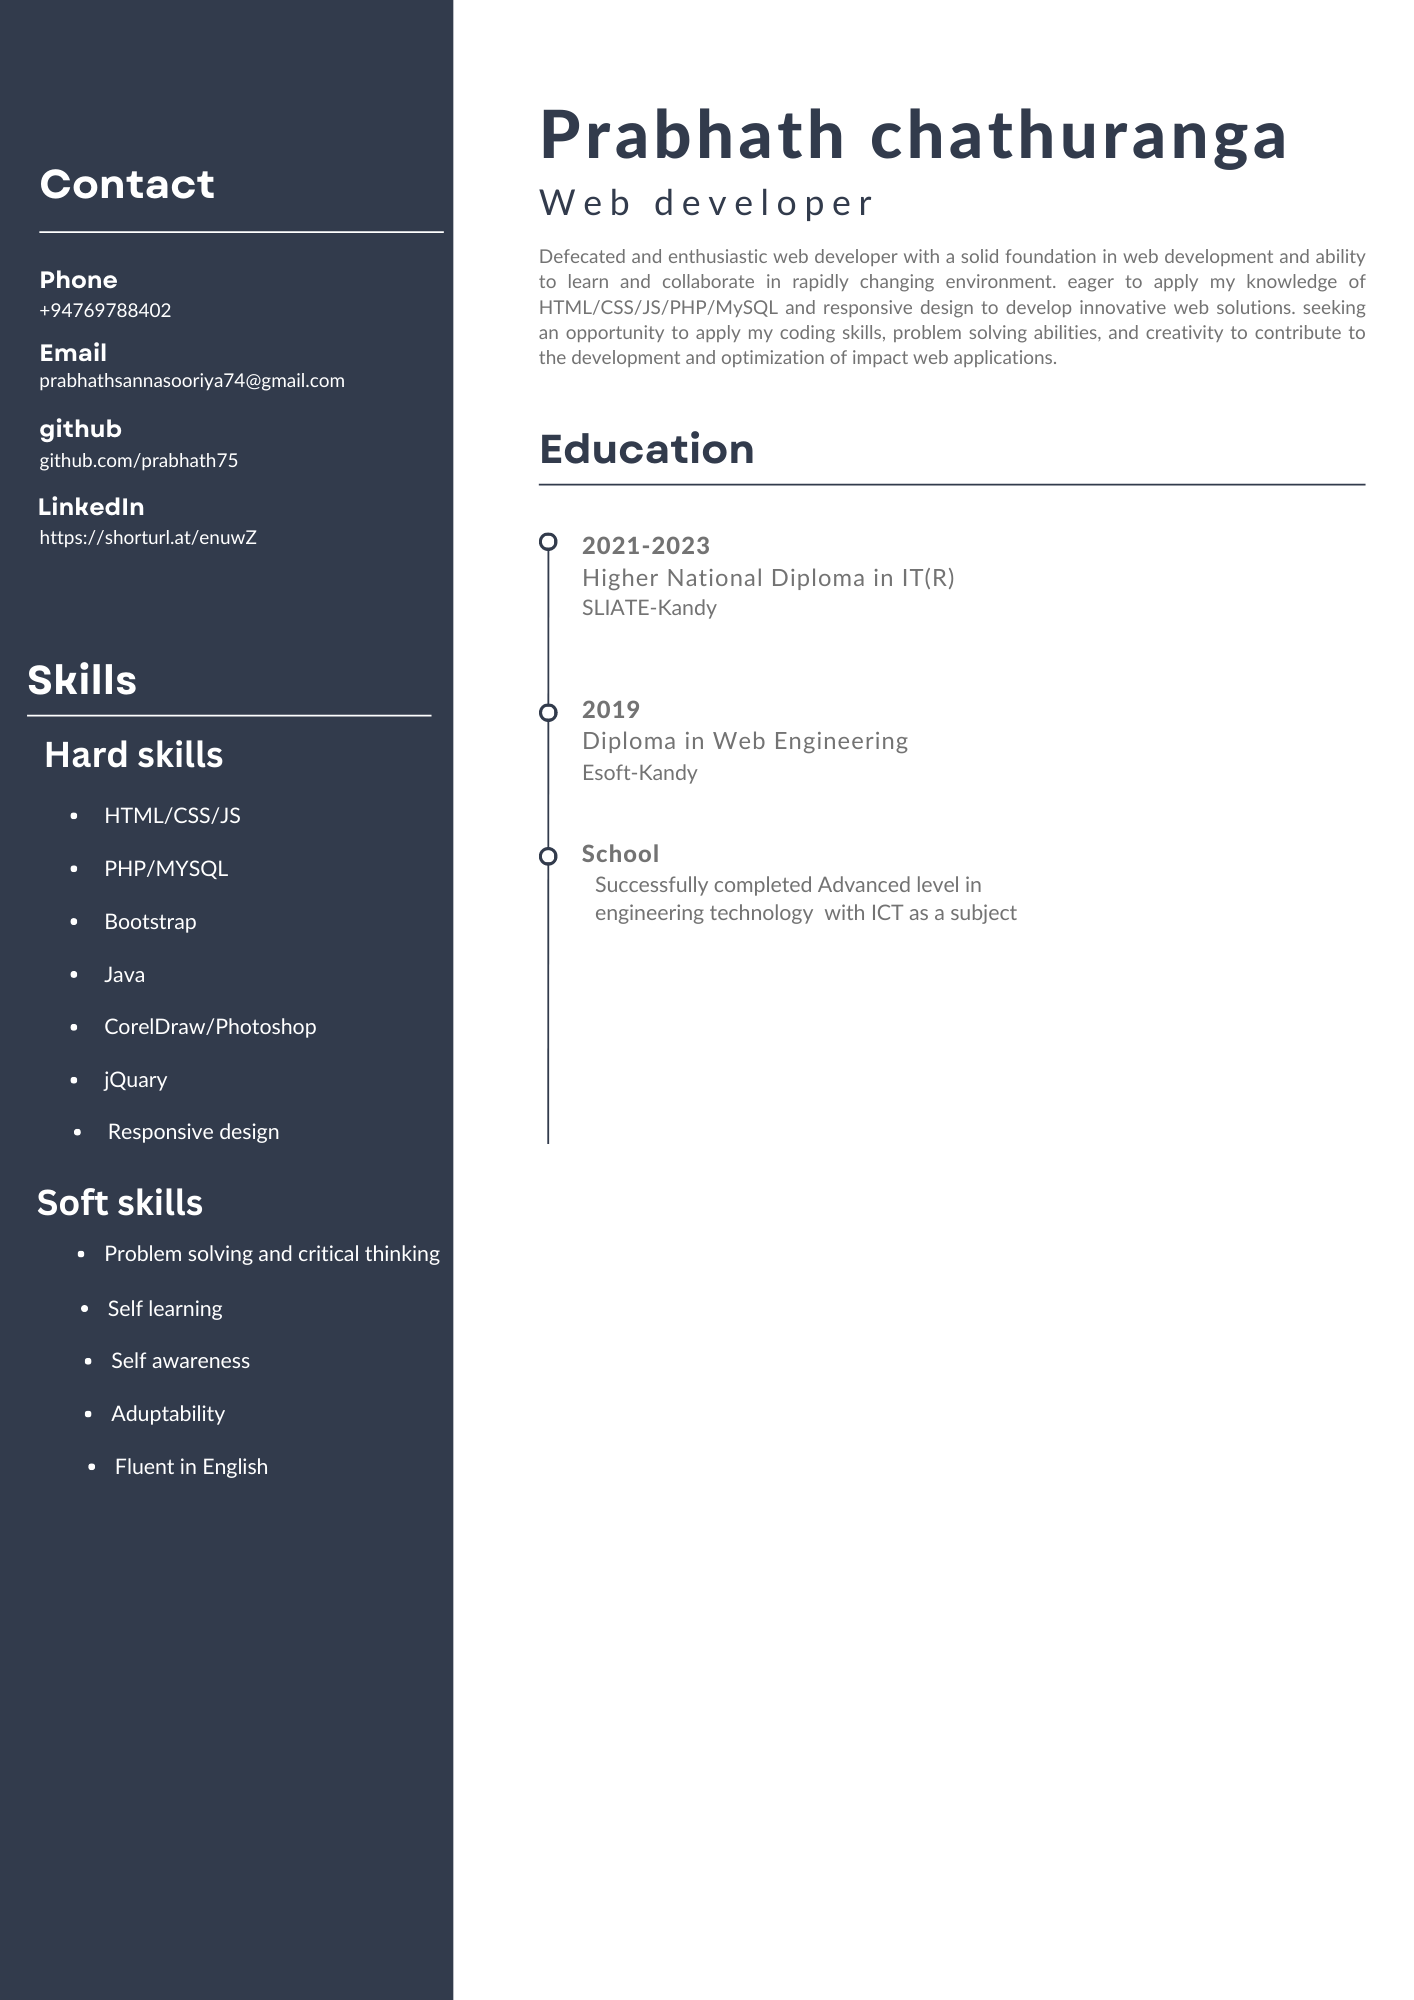 Contact
Phone
+94769788402
Email
prabhathsannasooriya74@gmail.com
github
github.com/prabhath75
LinkedIn
https://shorturl.at/enuwZ
Skills
Hard skills
• HTML/CSS/JS
• PHP/MYSQL
• Bootstrap
• Java
• CorelDraw/Photoshop
• jQuary
• Responsive design
Soft skills
• Problem solving and critical thinking
• Self learning
• Self awareness
• Aduptability
• Fluent in English
Prabhath chathuranga
Web developer
Defecated and enthusiastic web developer with a solid foundation in web development and ability
to learn and collaborate in rapidly changing environment. eager to apply my knowledge of
HTML/CSS/JS/PHP/MySQL and responsive design to develop innovative web solutions. seeking
an opportunity to apply my coding skills, problem solving abilities, and creativity to contribute to
the development and optimization of impact web applications.
Education
2021-2023
Higher National Diploma in IT(R)
SLIATE-Kandy
2019
Diploma in Web Engineering
Esoft-Kandy
School
Successfully completed Advanced level in
engineering technology  with ICT as a subject